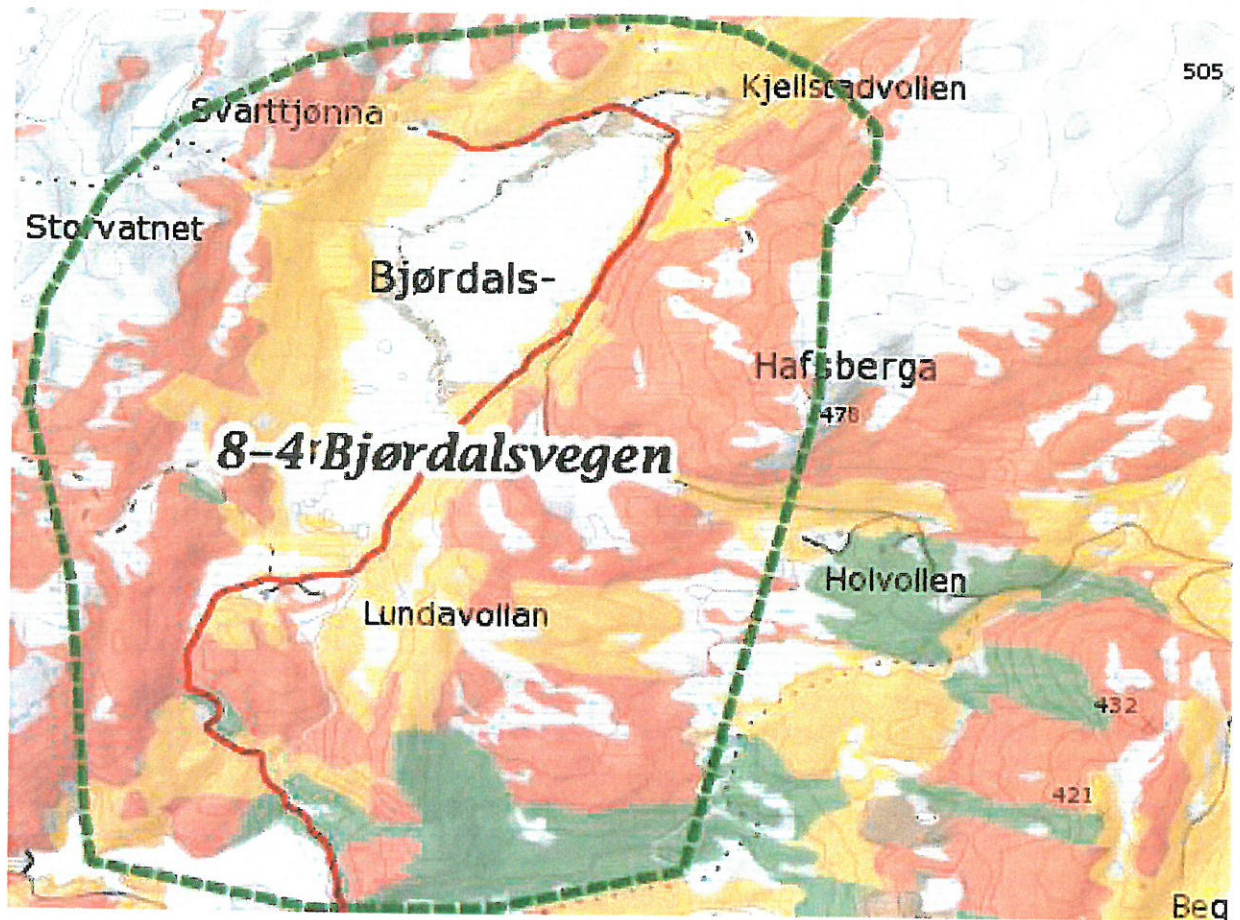 505
Kjellstadvollen
Svarttjønna
Storvatnet
Bjørdals-
Hafsberga
478
8-4 Bjørdalsvegen
Holvollen
Lundavollan
432
421
Beg